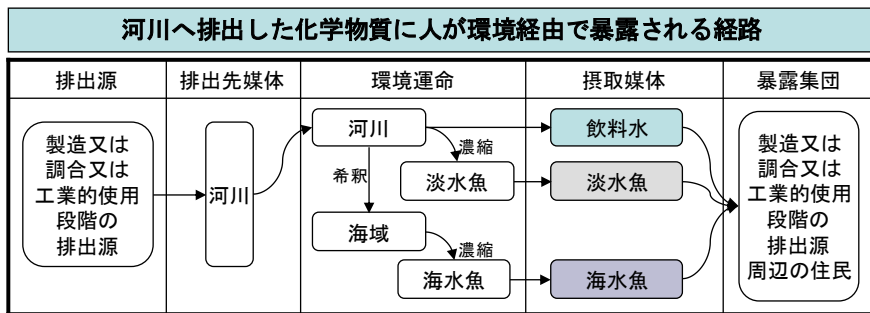 河川へ排出した化学物質に人が環境経由で暴露される経路
排出源
排出先媒体
環境運命
摂取媒体
暴露集団
製造又は
調合又は
工業的使用
段階の
排出源
河川
河川
濃縮
希釈
淡水魚
海域
濃縮
海水魚
飲料水
淡水魚
海水魚
製造又は
調合又は
工業的使用
段階の
排出源
周辺の住民